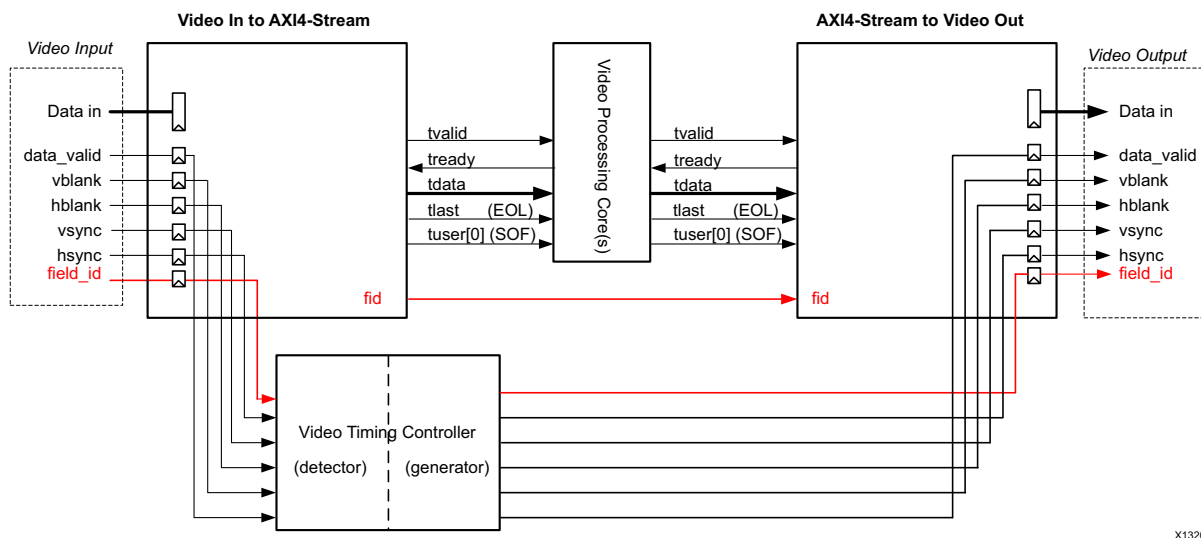 Video In to AXI4-Stream
AXI4-Stream to Video Out
Video Input
Video Output
Data in
data_valid
vblank
hblank
vsync
hsync
field_id
tvalid
tready
tdata
tlast (EOL)
tuser[0] (SOF)
fid
Video Processing Core(s)
tvalid
tready
tdata
tlast (EOL)
tuser[0] (SOF)
fid
Data in
data_valid
vblank
hblank
vsync
hsync
field_id
Video Timing Controller
(detector) (generator)